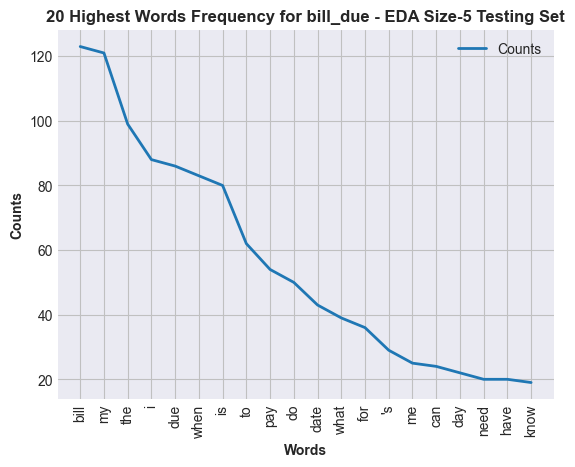 20 Highest Words Frequency for bill_due - EDA Size-5 Testing Set
Counts
120
100
80
60
40
20
Counts
bill
my
the
i
due
when
is
to
pay
do
date
what
for
's
me
can
day
need
have
know
Words